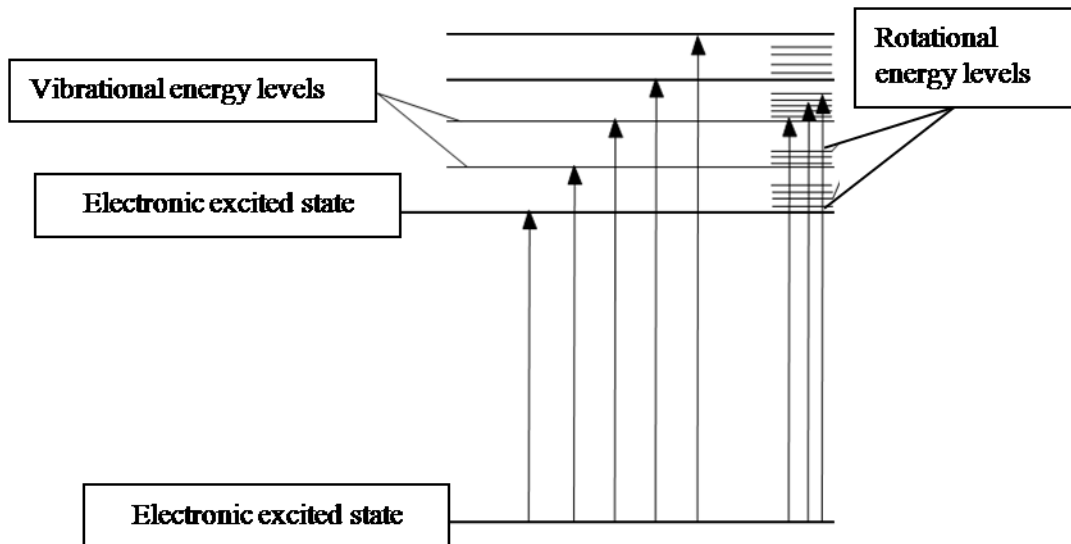 Rotational
energy levels
Vibrational energy levels
Electronic excited state
Electronic excited state